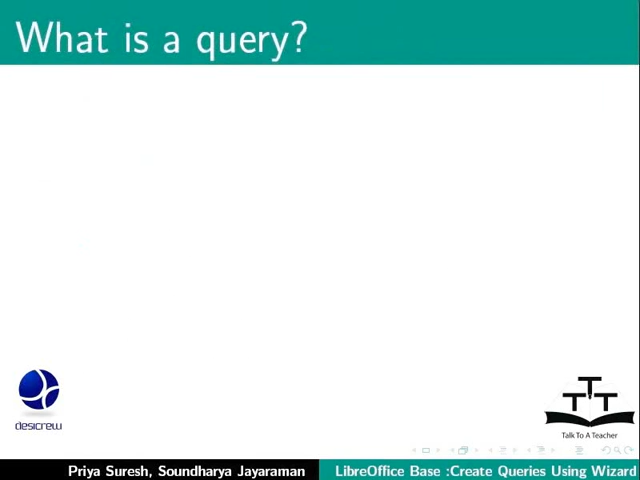 What is a query?
desicrew
T T T
Talk To A Teacher
Priya Suresh, Soundharya Jayaraman
LibreOffice Base :Create Queries Using Wizard